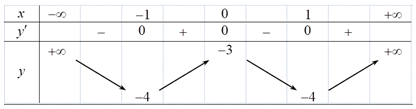 x −∞ −1 0 1 +∞
y′ − 0 + 0 − 0 +
+∞ −3 +∞
y
−4 −4